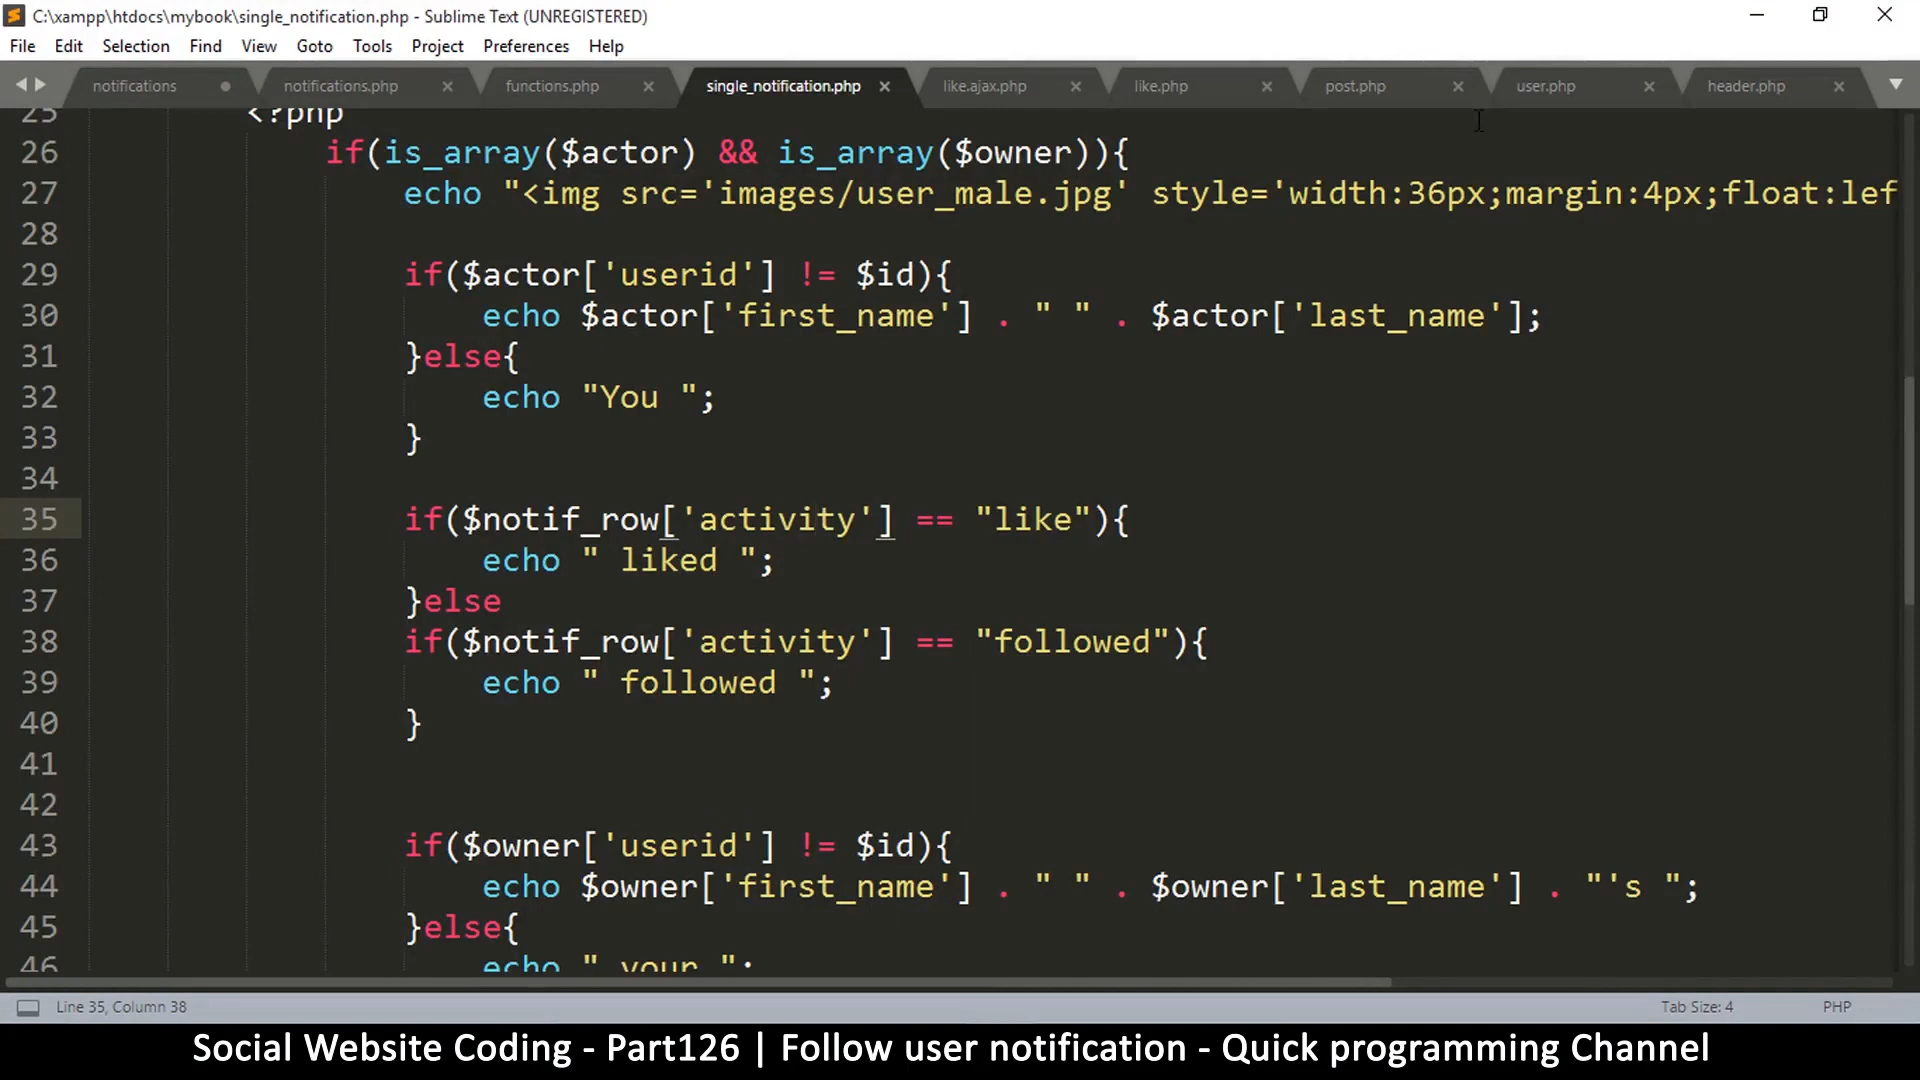 C:\xampp\htdocs\mybook\single_notification.php - Sublime Text (UNREGISTERED)
File Edit Selection Find View Goto Tools Project Preferences Help
notifications notifications.php functions.php single_notification.php like.ajax.php like.php post.php user.php header.php
25 <?php
26 if(is_array($actor) && is_array($owner)){
27 echo "<img src='images/user_male.jpg' style='width:36px;margin:4px;float:lef
28
29 if($actor['userid'] != $id){
30 echo $actor['first_name'] . " " . $actor['last_name'];
31 }else{
32 echo "You ";
33 }
34
35 if($notif_row['activity'] == "like"){
36 echo " liked ";
37 }else
38 if($notif_row['activity'] == "followed"){
39 echo " followed ";
40 }
41
42
43 if($owner['userid'] != $id){
44 echo $owner['first_name'] . " " . $owner['last_name'] . "'s ";
45 }else{
46 echo " your ";
Line 35, Column 38 Tab Size: 4 PHP
Social Website Coding - Part126 | Follow user notification - Quick programming Channel